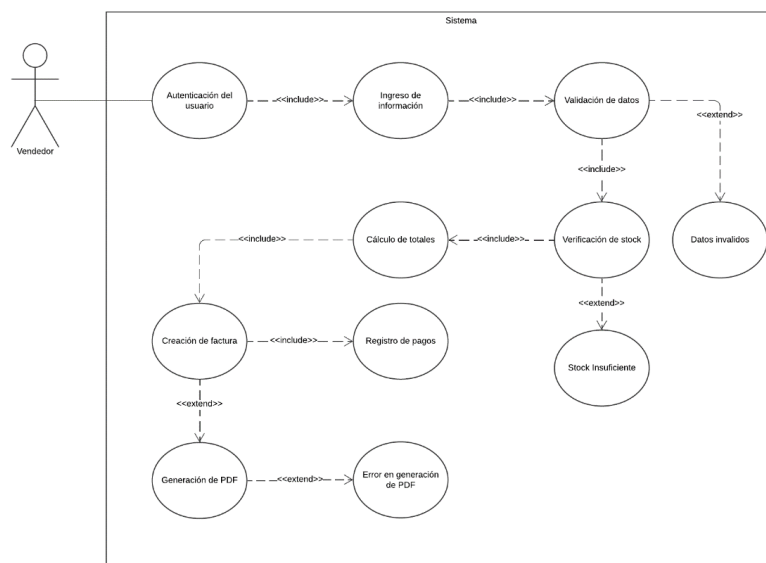 Sistema
Autenticación del
usuario
<<include>>
Ingreso de
información
<<include>>
Validación de datos
<<extend>>
Vendedor
<<include>>
Cálculo de totales
<<include>>
Verificación de stock
Datos invalidos
<<include>>
<<extend>>
Creación de factura
<<include>>
Registro de pagos
Stock Insuficiente
<<extend>>
Generación de PDF
<<extend>>
Error en generación
de PDF